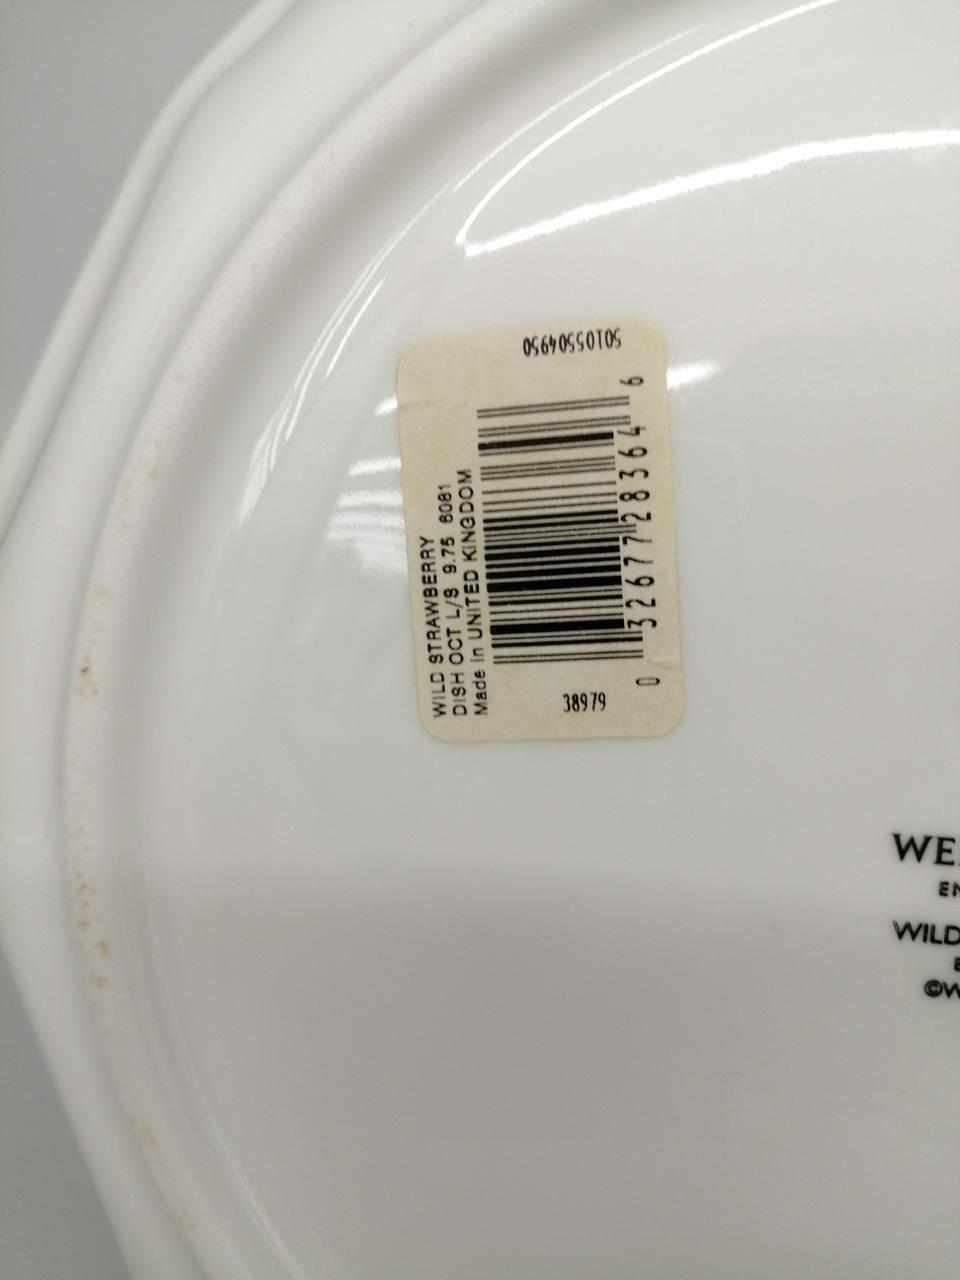 50105504950
WILD STRAWBERRY
DISH OCT L/S 9.75 6081
Made in UNITED KINGDOM
0 32677 28364 6
38979
WE
EN
WILD
©W